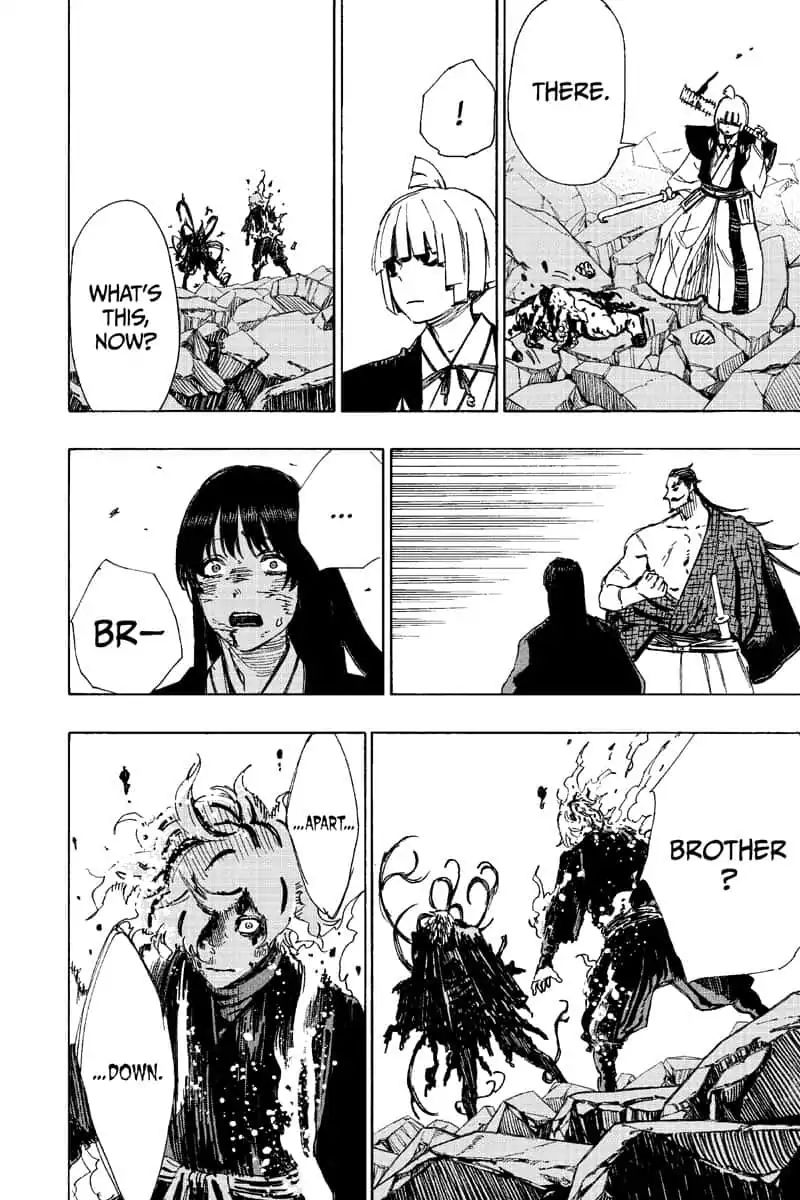 THERE.
!
WHAT'S
THIS,
NOW?
...
BR—
BROTHER
?
...APART...
...DOWN.